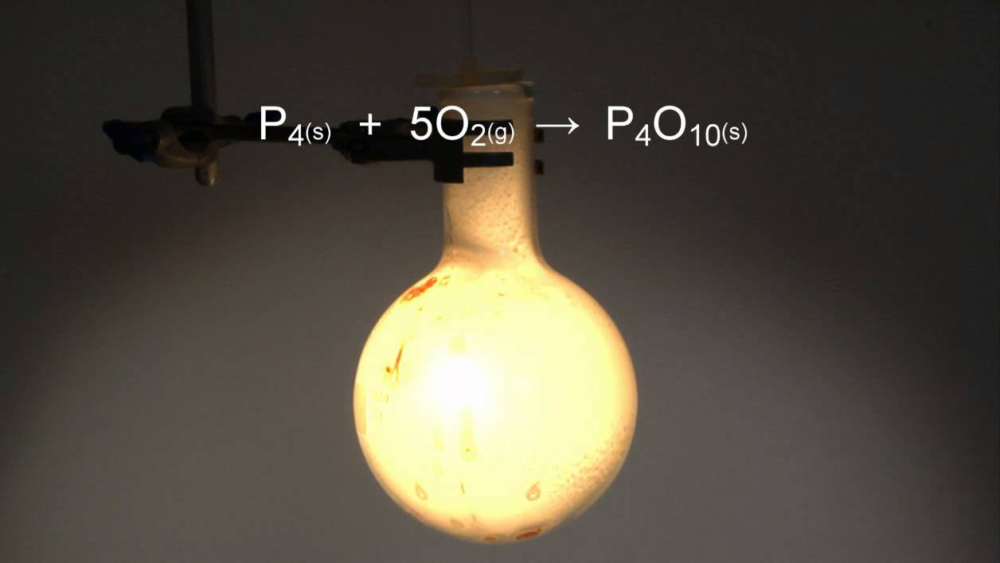 P₄(s) + 5O₂(g) → P₄O₁₀(s)